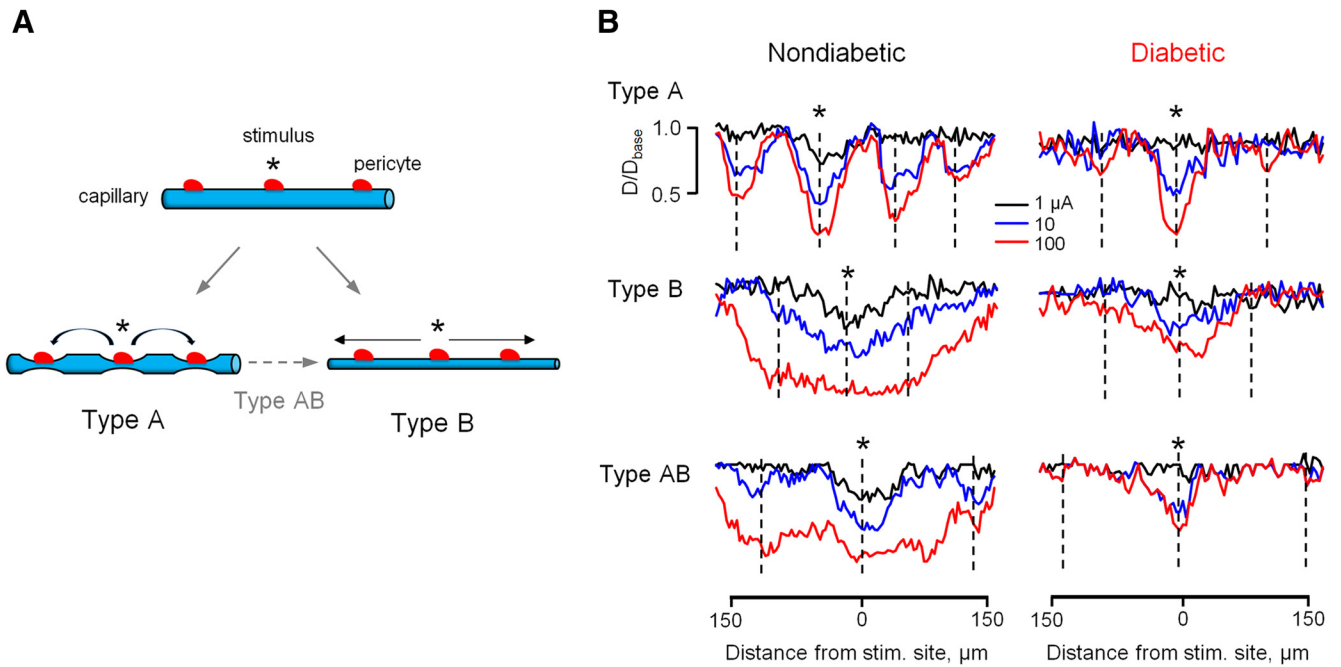 A
stimulus
*
pericyte
capillary
*
*
Type A
Type AB
Type B
B
Nondiabetic
Diabetic
Type A
*
*
D/Dbase
1.0
0.5
1 µA
10
100
Type B
*
*
Type AB
*
*
150 0 150
150 0 150
Distance from stim. site, µm
Distance from stim. site, µm